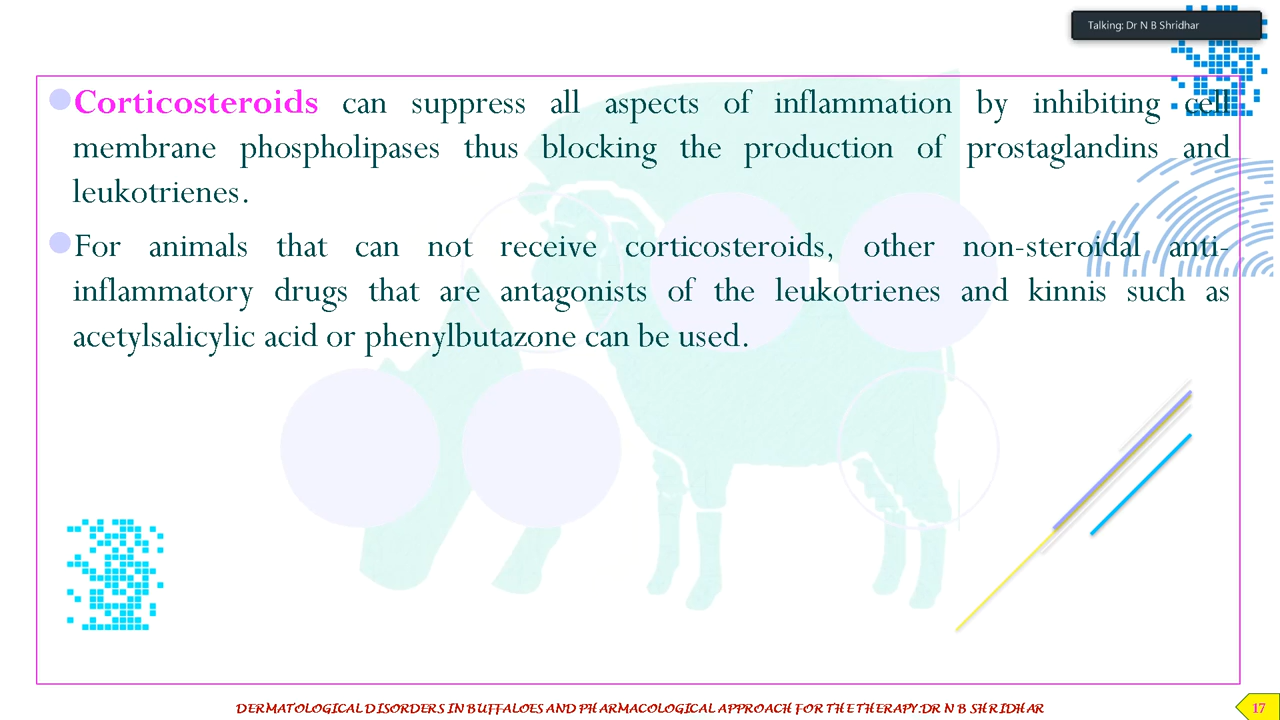 Talking: Dr N B Shridhar
Corticosteroids can suppress all aspects of inflammation by inhibiting cell
membrane phospholipases thus blocking the production of prostaglandins and
leukotrienes.
For animals that can not receive corticosteroids, other non-steroidal anti-
inflammatory drugs that are antagonists of the leukotrienes and kinnis such as
acetylsalicylic acid or phenylbutazone can be used.
DERMATOLOGICAL DISORDERS IN BUFFALOES AND PHARMACOLOGICAL APPROACH FOR THE THERAPY:DR N B SHRIDHAR
17